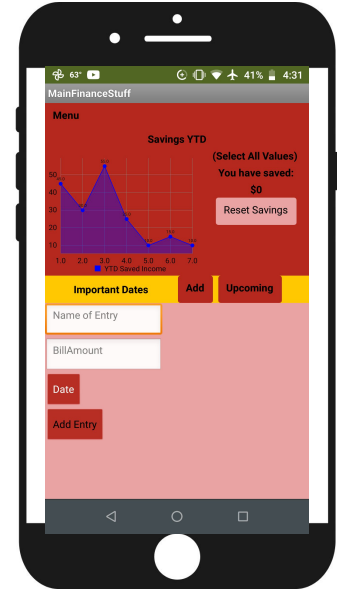 63° 41% 4:31
MainFinanceStuff
Menu
Savings YTD
(Select All Values)
You have saved:
$0
Reset Savings
50
40
30
20
10
1.0 2.0 3.0 4.0 5.0 6.0 7.0
YTD Saved Income
Important Dates Add Upcoming
Name of Entry
BillAmount
Date
Add Entry